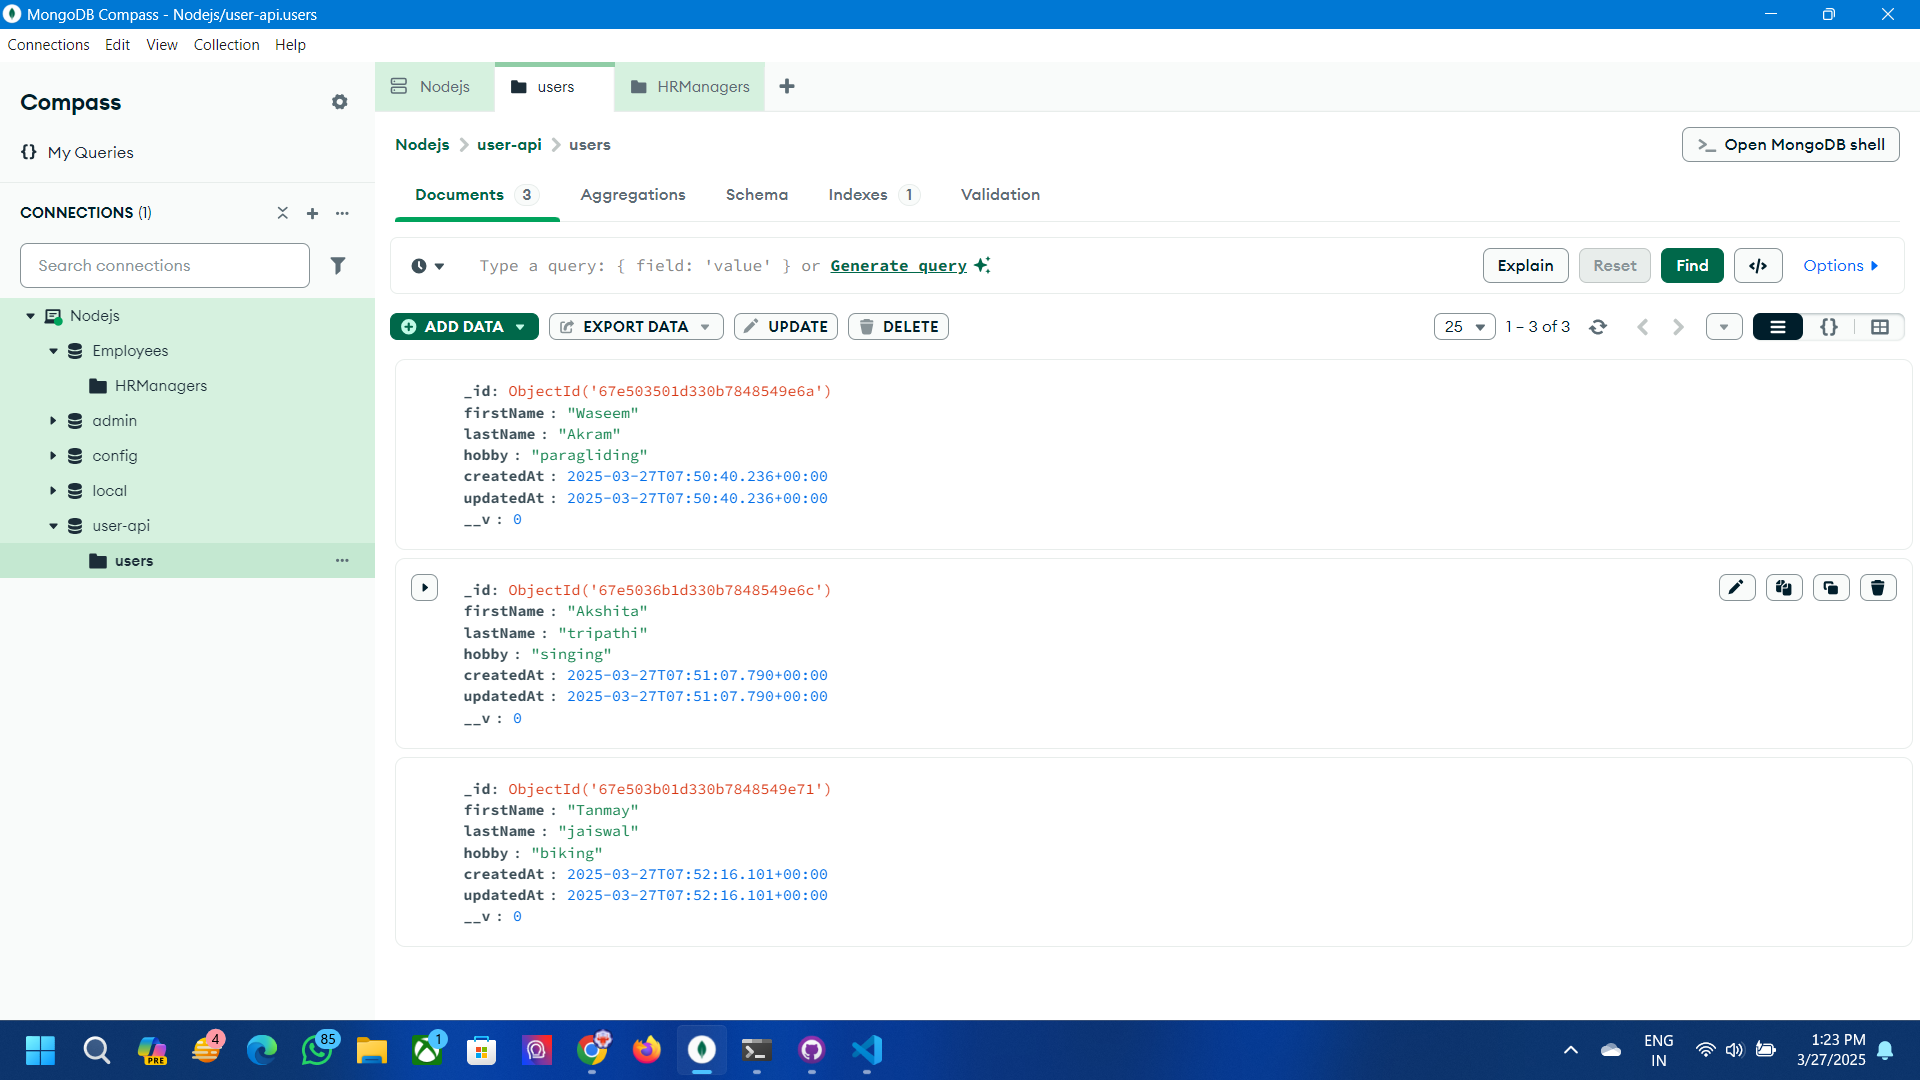 MongoDB Compass - Nodejs/user-api.users
Connections Edit View Collection Help
Compass
{} My Queries
CONNECTIONS (1)
Search connections
Nodejs
Employees
HRManagers
admin
config
local
user-api
users
Nodejs users HRManagers
Nodejs > user-api > users
>_ Open MongoDB shell
Documents 3 Aggregations Schema Indexes 1 Validation
Type a query: { field: 'value' } or Generate query
Explain Reset Find </> Options
ADD DATA EXPORT DATA UPDATE DELETE
25 1 – 3 of 3 {}
_id: ObjectId('67e503501d330b7848549e6a')
firstName : "Waseem"
lastName : "Akram"
hobby : "paragliding"
createdAt : 2025-03-27T07:50:40.236+00:00
updatedAt : 2025-03-27T07:50:40.236+00:00
__v : 0
_id: ObjectId('67e5036b1d330b7848549e6c')
firstName : "Akshita"
lastName : "tripathi"
hobby : "singing"
createdAt : 2025-03-27T07:51:07.790+00:00
updatedAt : 2025-03-27T07:51:07.790+00:00
__v : 0
_id: ObjectId('67e503b01d330b7848549e71')
firstName : "Tanmay"
lastName : "jaiswal"
hobby : "biking"
createdAt : 2025-03-27T07:52:16.101+00:00
updatedAt : 2025-03-27T07:52:16.101+00:00
__v : 0
PRE 4 85 1
ENG
IN
1:23 PM
3/27/2025